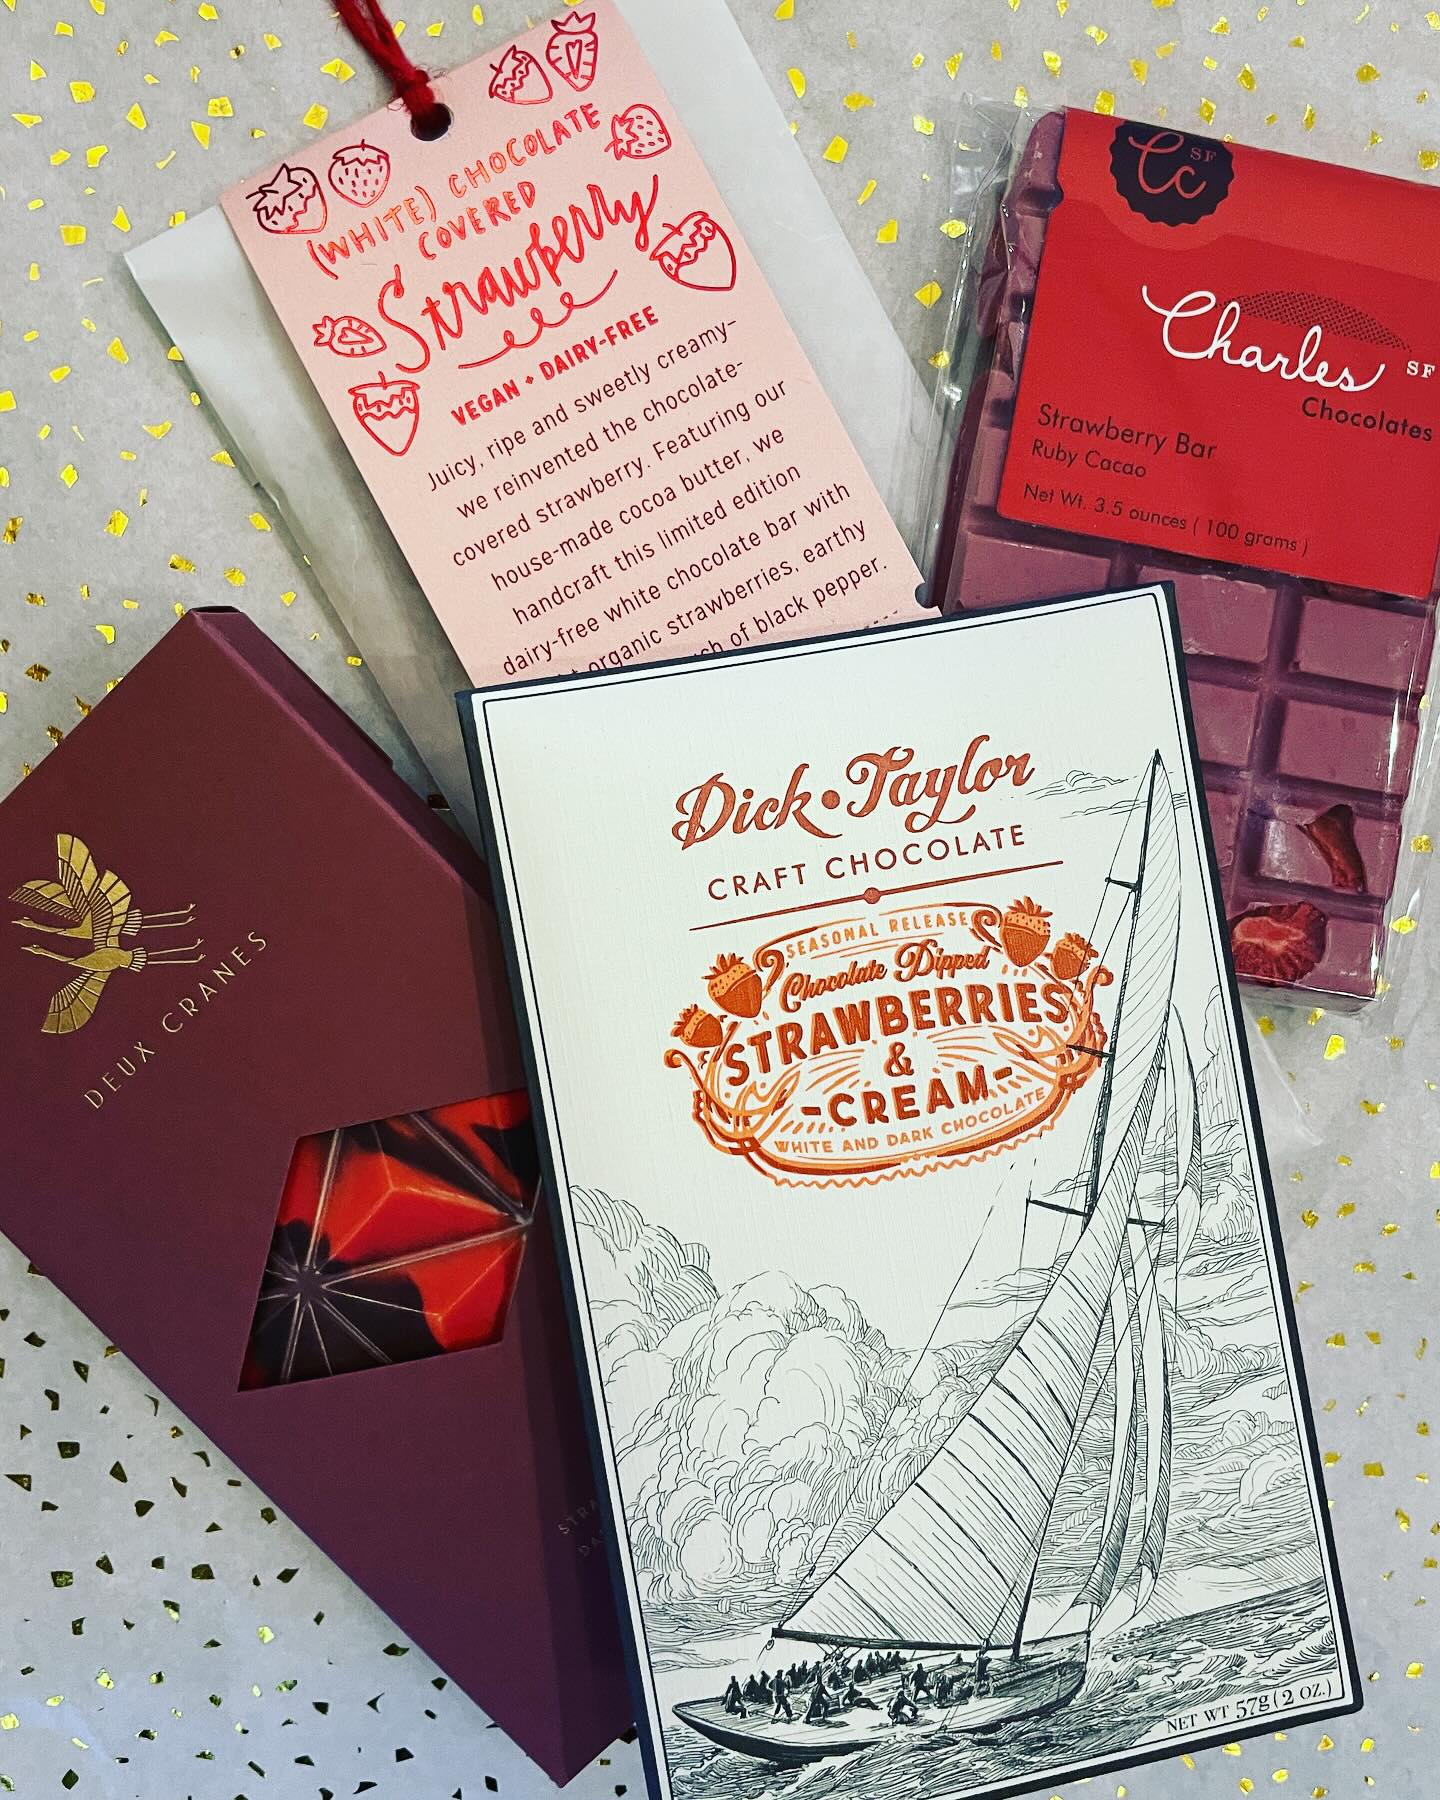 (WHITE) CHOCOLATE
COVERED
Strawberry
VEGAN + DAIRY-FREE
Juicy, ripe and sweetly creamy–
we reinvented the chocolate-
covered strawberry. Featuring our
house-made cocoa butter, we
handcraft this limited edition
dairy-free white chocolate bar with
organic strawberries, earthy
of black pepper.
SF
Cc
Charles SF
Chocolates
Strawberry Bar
Ruby Cacao
Net Wt. 3.5 ounces ( 100 grams )
DEUX CRANES
Dick • Taylor
CRAFT CHOCOLATE
SEASONAL RELEASE
Chocolate Dipped
STRAWBERRIES
&
-CREAM-
WHITE AND DARK CHOCOLATE
NET WT 57g (2 OZ.)